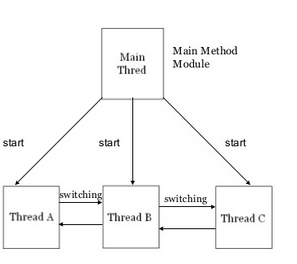 Main
Thred
Main Method
Module
start
start
start
switching
switching
Thread A
Thread B
Thread C